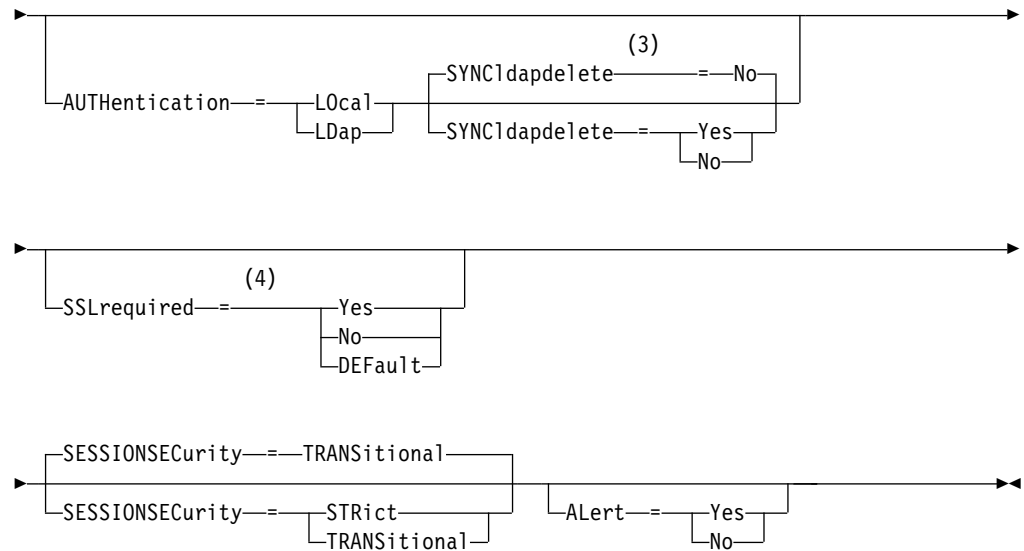 (3)
SYNCldapdelete = No
AUTHentication = LOcal
LDap
SYNCldapdelete = Yes
No
(4)
SSLrequired = Yes
No
DEFault
SESSIONSECurity = TRANSitional
SESSIONSECurity = STRict
TRANSitional
ALert = Yes
No